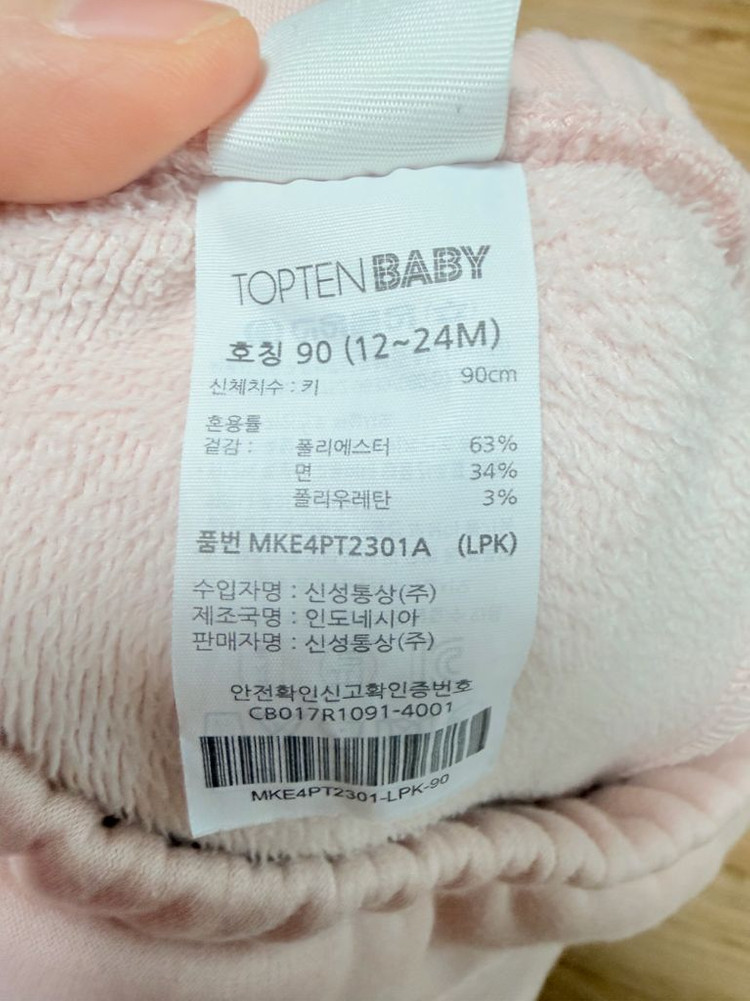 TOPTEN BABY
호칭 90 (12~24M)
신체치수 : 키 90cm
혼용률
겉감 : 폴리에스터 63%
면 34%
폴리우레탄 3%
품번 MKE4PT2301A (LPK)
수입자명 : 신성통상(주)
제조국명 : 인도네시아
판매자명 : 신성통상(주)
안전확인신고확인증번호
CB017R1091-4001
MKE4PT2301-LPK-90